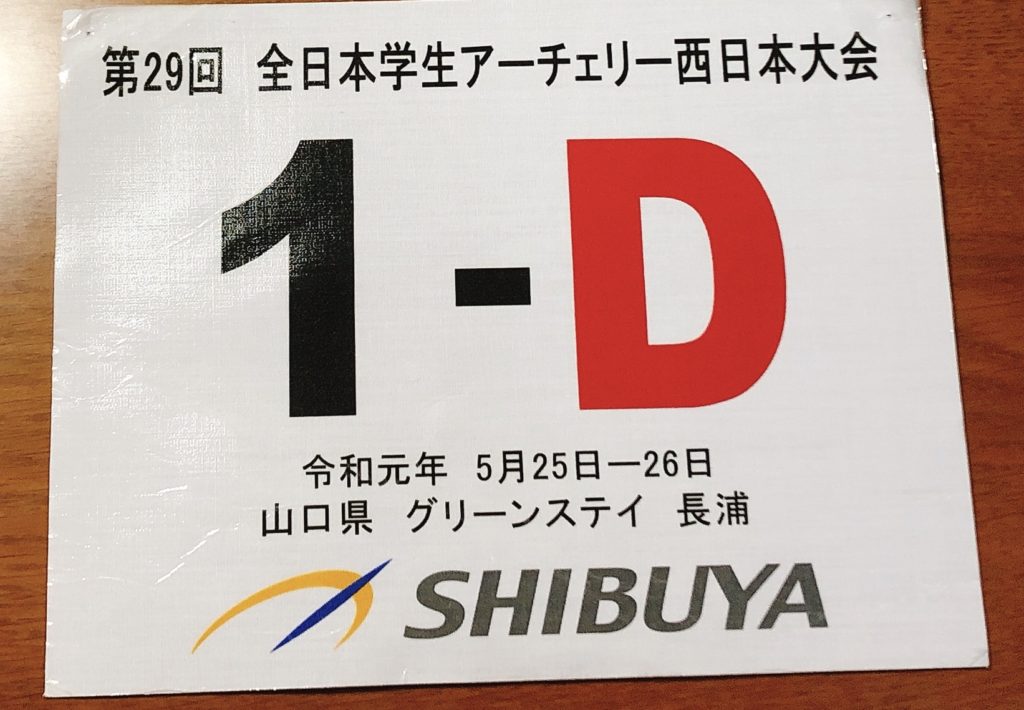 第29回 全日本学生アーチェリー西日本大会
1-D
令和元年 5月25日ー26日
山口県 グリーンステイ 長浦
SHIBUYA